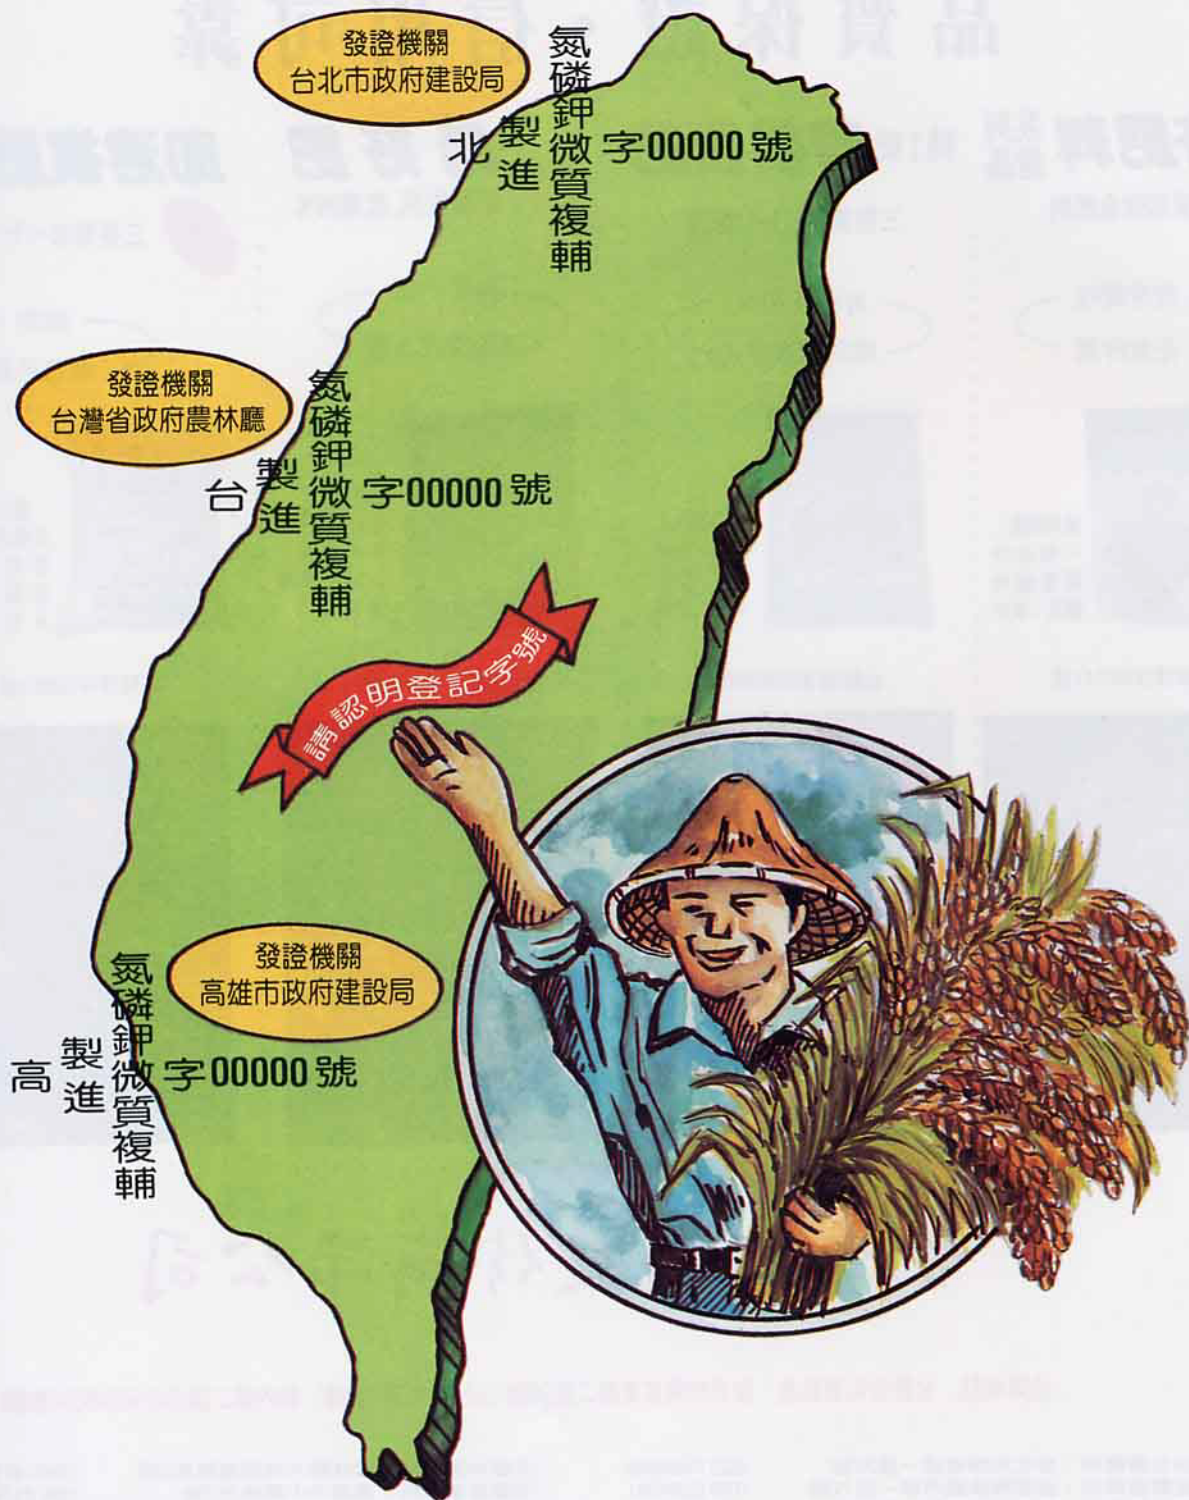 發證機關
台北市政府建設局
北
製
進
氮磷鉀微質複輔
字00000號
發證機關
台灣省政府農林廳
台
製
進
氮磷鉀微質複輔
字00000號
請認明登記字號
發證機關
高雄市政府建設局
高
製
進
氮磷鉀微質複輔
字00000號